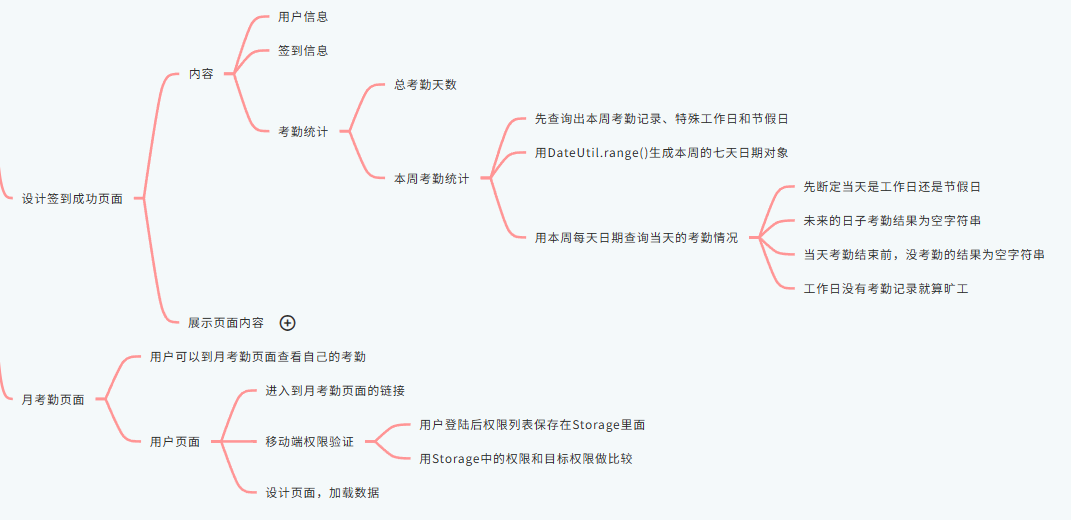 用户信息
签到信息
内容
总考勤天数
考勤统计
先查询出本周考勤记录、特殊工作日和节假日
用DateUtil.range()生成本周的七天日期对象
本周考勤统计
先断定当天是工作日还是节假日
设计签到成功页面
未来的日子考勤结果为空字符串
用本周每天日期查询当天的考勤情况
当天考勤结束前，没考勤的结果为空字符串
工作日没有考勤记录就算旷工
展示页面内容
用户可以到月考勤页面查看自己的考勤
月考勤页面
进入到月考勤页面的链接
用户页面
移动端权限验证
用户登陆后权限列表保存在Storage里面
用Storage中的权限和目标权限做比较
设计页面，加载数据